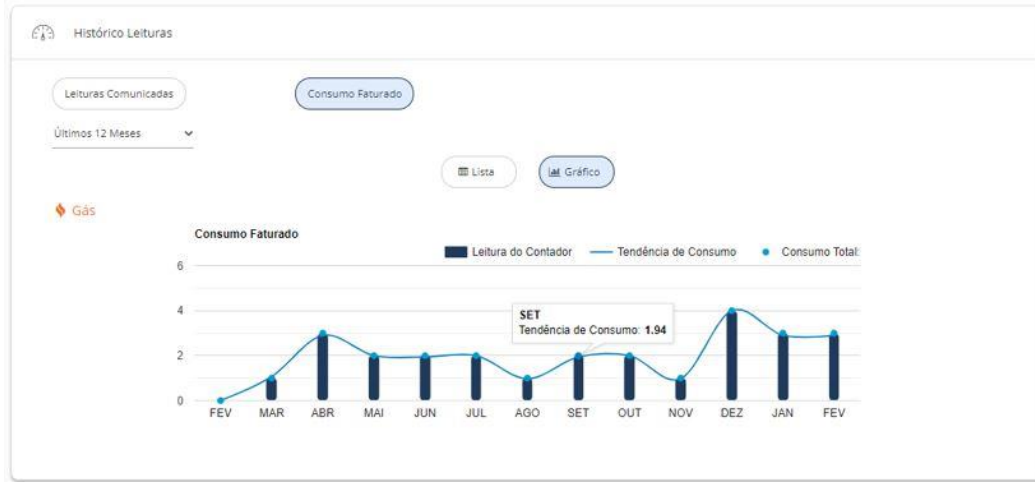 Histórico Leituras
Leituras Comunicadas
Consumo Faturado
Últimos 12 Meses
Lista
Gráfico
Gás
Consumo Faturado
Leitura do Contador
Tendência de Consumo
Consumo Total:
6
4
2
0
SET
Tendência de Consumo: 1.94
FEV MAR ABR MAI JUN JUL AGO SET OUT NOV DEZ JAN FEV